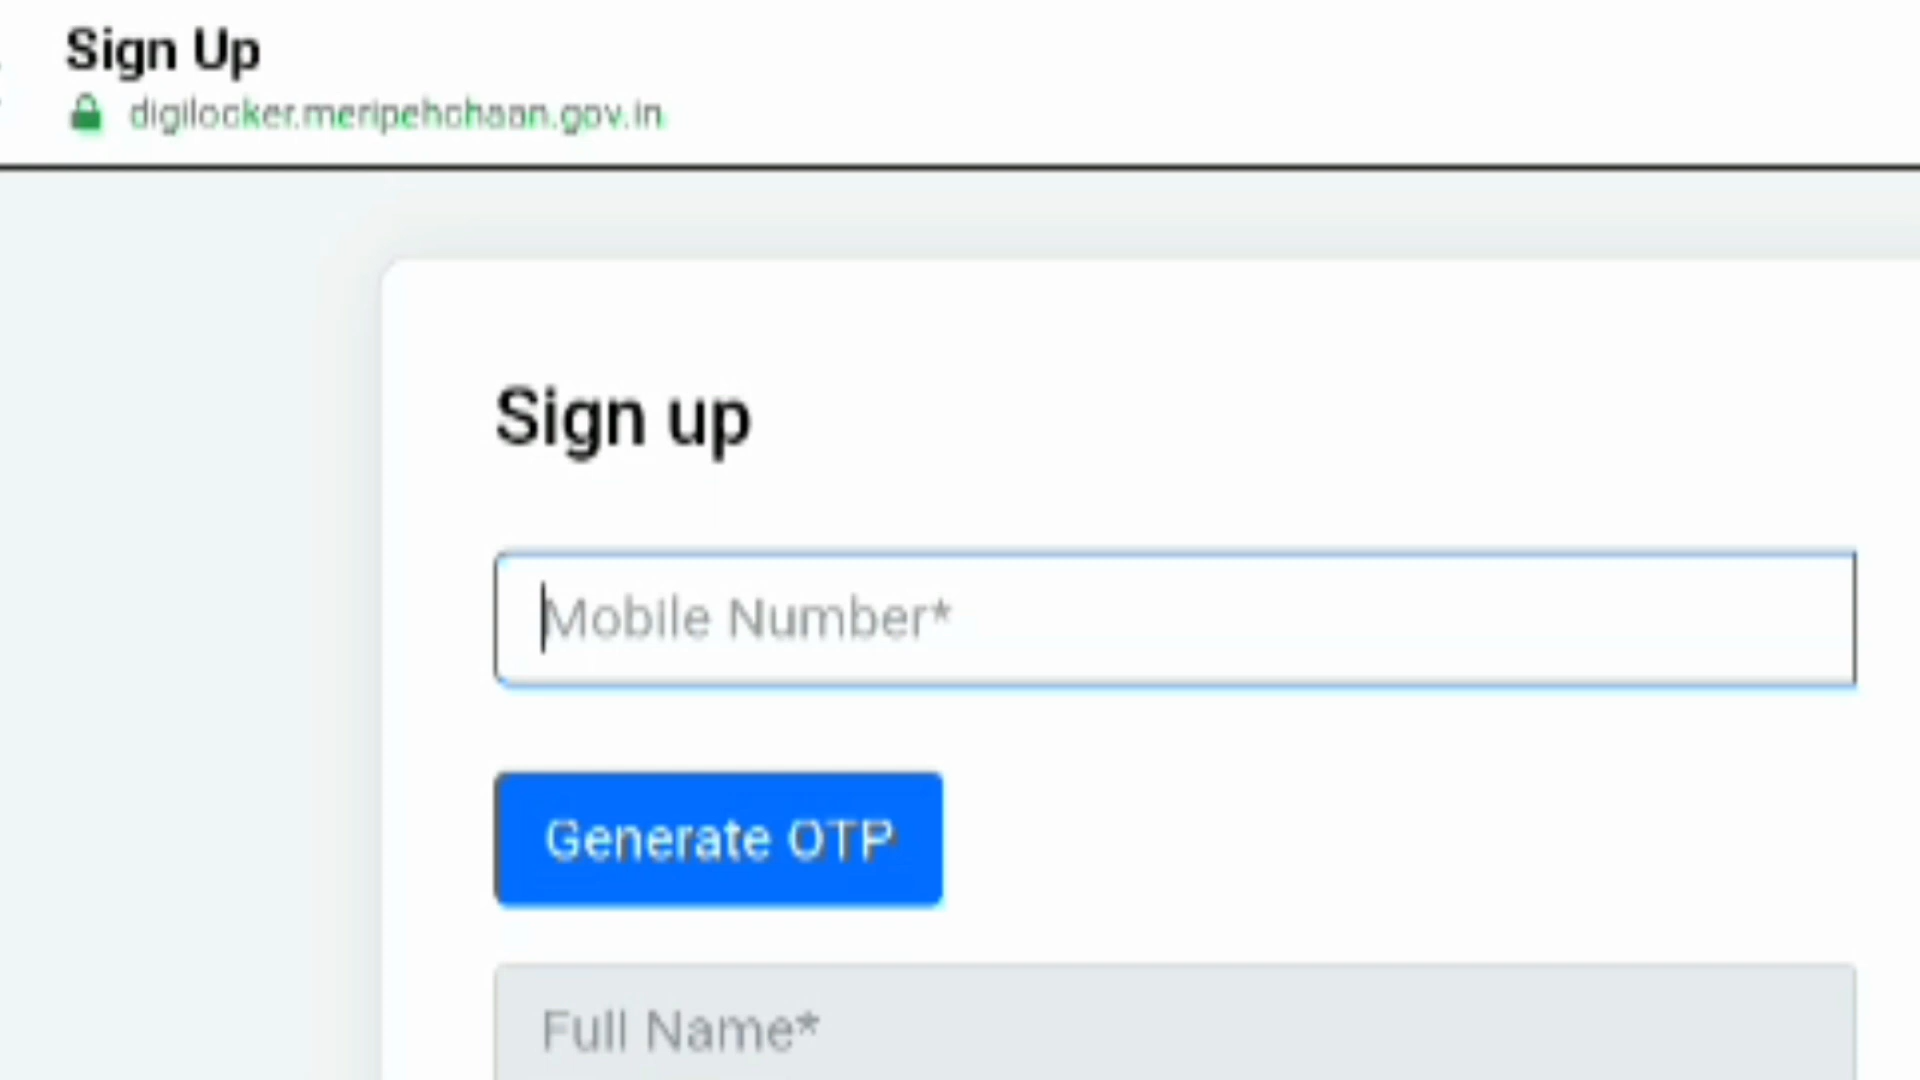 Sign Up
digilocker.meripehchaan.gov.in
Sign up
Mobile Number*
Generate OTP
Full Name*